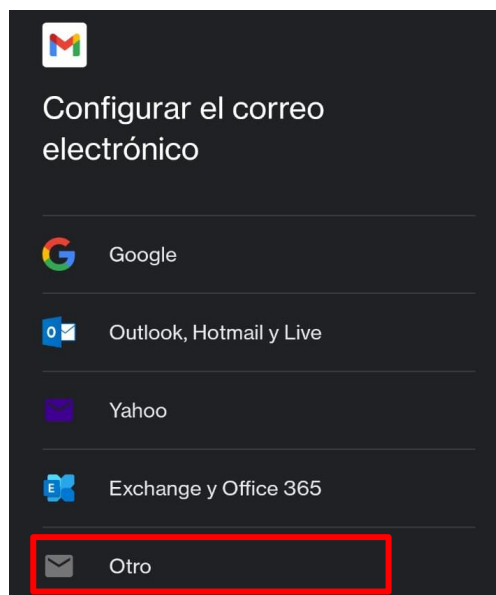 Configurar el correo
electrónico
Google
Outlook, Hotmail y Live
Yahoo
Exchange y Office 365
Otro